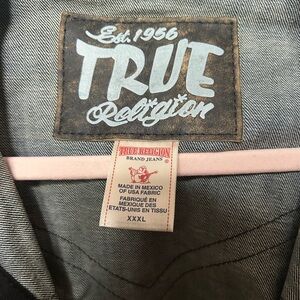 Est. 1956
TRUE
Religion
TRUE RELIGION
BRAND JEANS
MADE IN MEXICO
OF USA FABRIC
FABRIQUÉ EN
MEXIQUE DES
ETATS-UNIS EN TISSU
XXXL